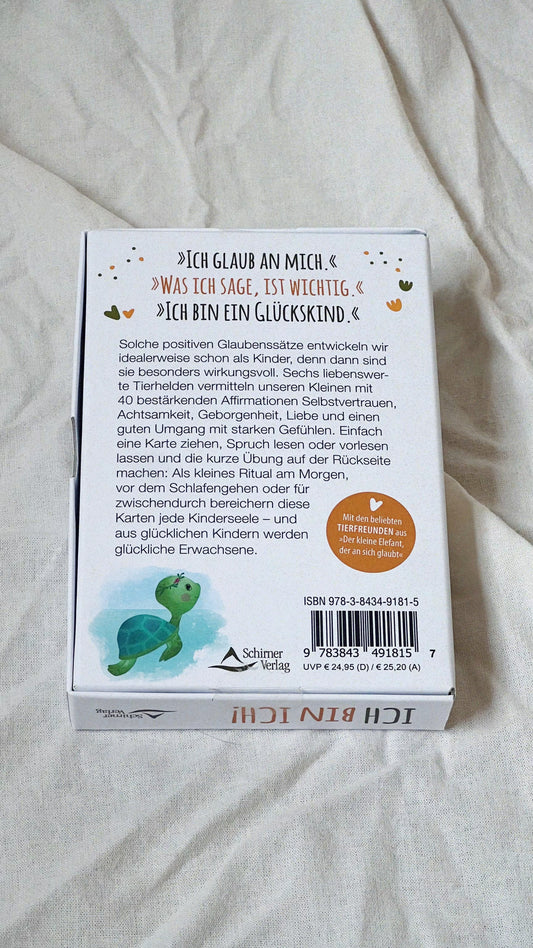 »Ich glaub an mich.«
»Was ich sage, ist wichtig.«
»Ich bin ein Glückskind.«
Solche positiven Glaubenssätze entwickeln wir
idealerweise schon als Kinder, denn dann sind
sie besonders wirkungsvoll. Sechs liebenswer-
te Tierhelden vermitteln unseren Kleinen mit
40 bestärkenden Affirmationen Selbstvertrauen,
Achtsamkeit, Geborgenheit, Liebe und einen
guten Umgang mit starken Gefühlen. Einfach
eine Karte ziehen, Spruch lesen oder vorlesen
lassen und die kurze Übung auf der Rückseite
machen: Als kleines Ritual am Morgen,
vor dem Schlafengehen oder für
zwischendurch bereichern diese
Karten jede Kinderseele – und
aus glücklichen Kindern werden
glückliche Erwachsene.
Mit den beliebten
TIERFREUNDEN aus
»Der kleine Elefant,
der an sich glaubt«
ISBN 978-3-8434-9181-5
9 783843 491815 7
UVP € 24,95 (D) / € 25,20 (A)
Schirner
Verlag
ICH BIN ICH!
Schirner
Verlag